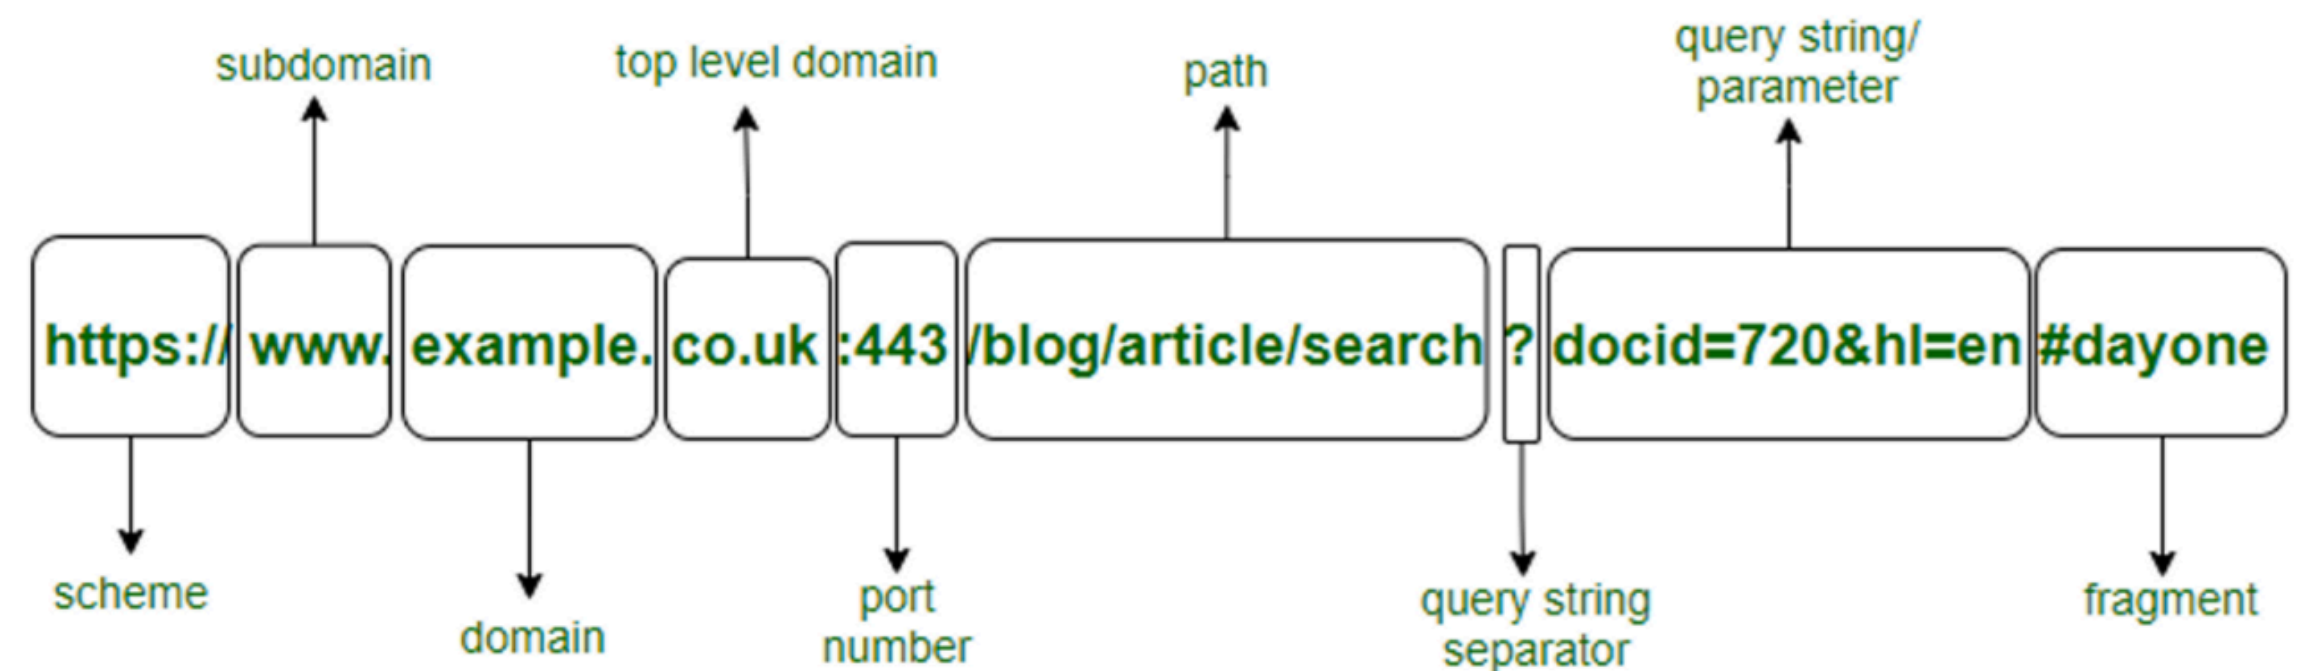 subdomain
top level domain
path
query string/
parameter
https:// www. example. co.uk :443 /blog/article/search ? docid=720&hl=en #dayone
scheme
domain
port
number
query string
separator
fragment